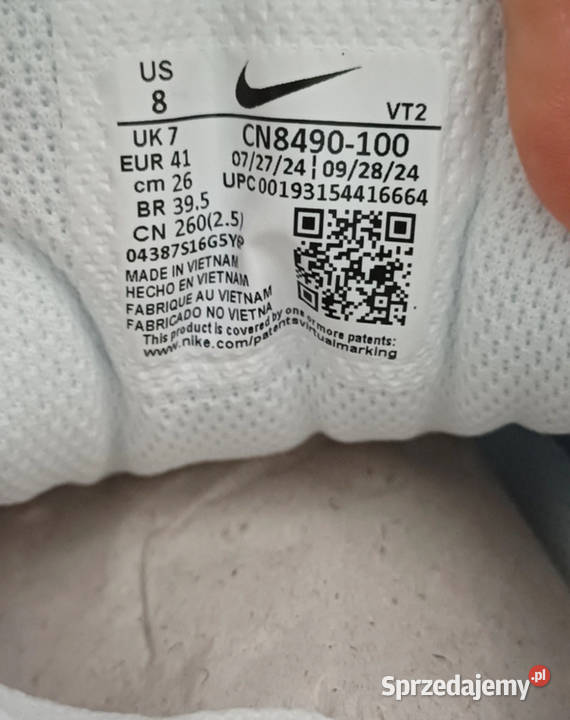 US
8
VT2
UK 7
EUR 41
cm 26
BR 39.5
CN 260(2.5)
CN8490-100
07/27/24 | 09/28/24
UPC 00193154416664
MADE IN VIETNAM
HECHO EN VIETNAM
FABRIQUE AU VIETNAM
FABRICADO NO VIETNA
This product is covered by one or more patents:
www.nike.com/patentsvirtualmarking
Sprzedajemy.pl